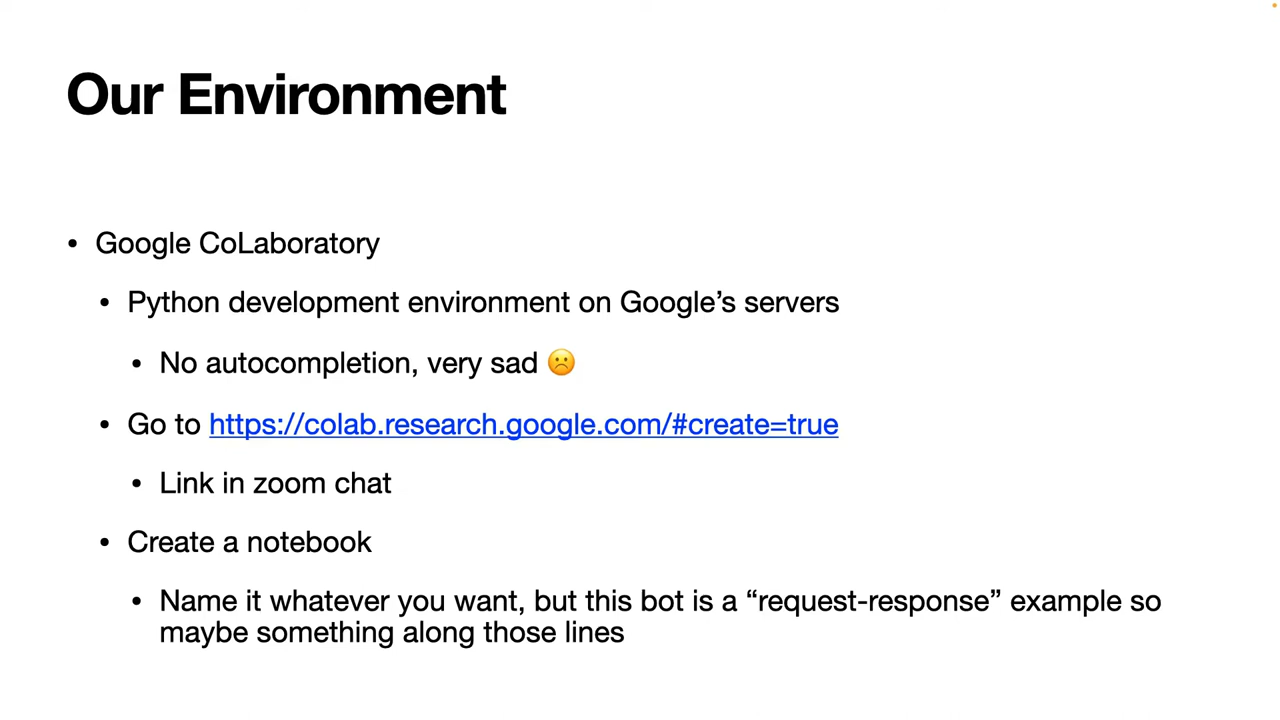 Our Environment
• Google CoLaboratory
• Python development environment on Google’s servers
• No autocompletion, very sad ☹️
• Go to https://colab.research.google.com/#create=true
• Link in zoom chat
• Create a notebook
• Name it whatever you want, but this bot is a “request-response” example so
maybe something along those lines